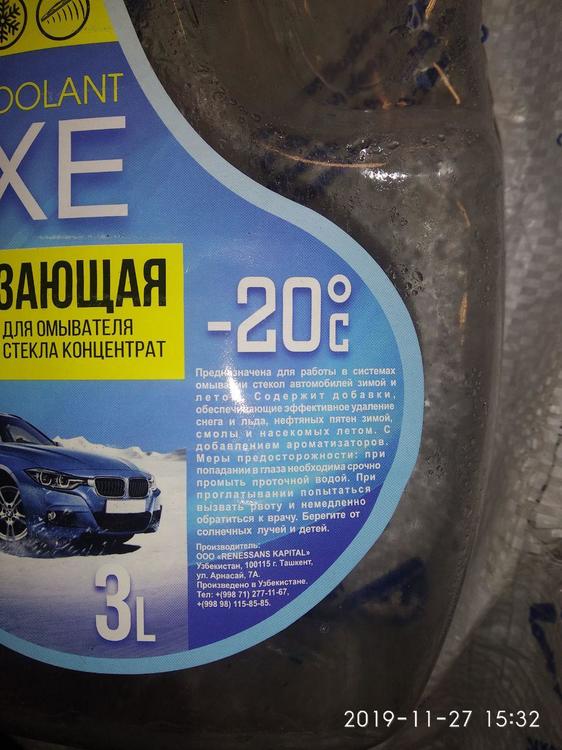 OOLANT
XE
ЗАЮЩАЯ
ДЛЯ ОМЫВАТЕЛЯ
СТЕКЛА КОНЦЕНТРАТ
-20°C
Предназначена для работы в системах
омывания стекол автомобилей зимой и
летом. Содержит добавки,
обеспечивающие эффективное удаление
снега и льда, нефтяных пятен зимой,
смолы и насекомых летом. С
добавлением ароматизаторов.
Меры предосторожности: при
попадании в глаза необходима срочно
промыть проточной водой. При
проглатывании попытаться
вызвать рвоту и немедленно
обратиться к врачу. Берегите от
солнечных лучей и детей.
Производитель:
ООО «RENESSANS KAPITAL»
Узбекистан, 100115 г. Ташкент,
ул. Арнасай, 7А.
Произведено в Узбекистане.
Тел: +(998 71) 277-11-67,
+(998 98) 115-85-85.
3L
2019-11-27 15:32